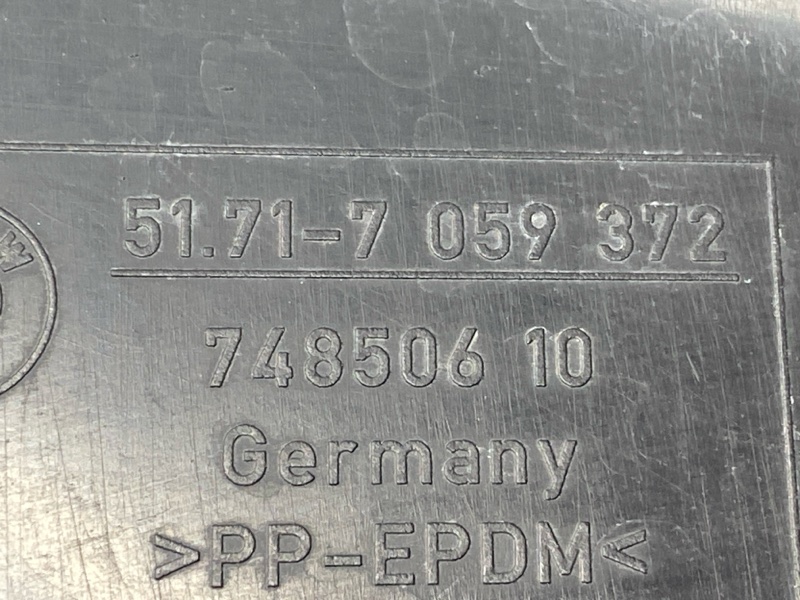 51.71-7 059 372
748506 10
Germany
>PP-EPDM<
W